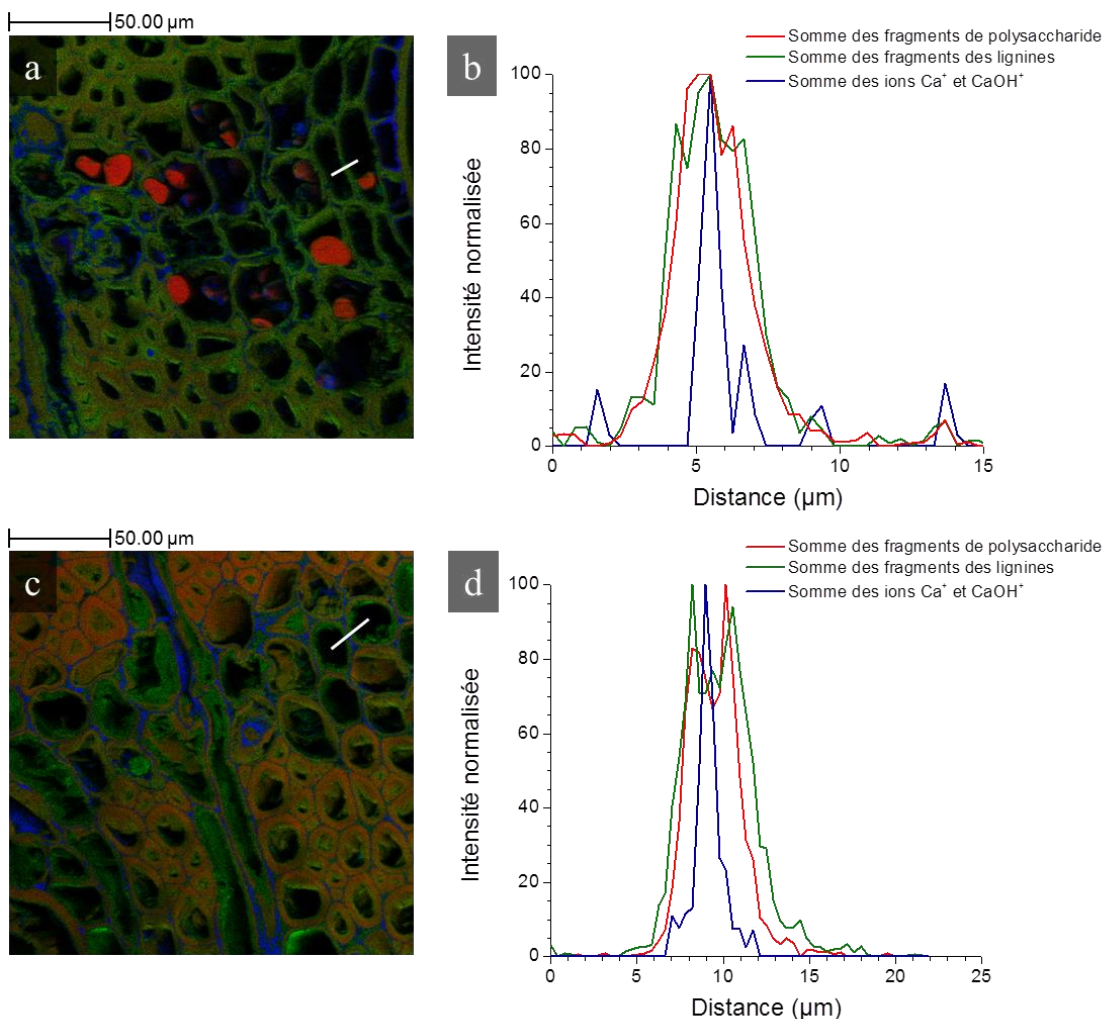 50.00 µm
a
b
Somme des fragments de polysaccharide
Somme des fragments des lignines
Somme des ions Ca⁺ et CaOH⁺
Intensité normalisée
100
80
60
40
20
0
0 5 10 15
Distance (µm)
50.00 µm
c
d
Somme des fragments de polysaccharide
Somme des fragments des lignines
Somme des ions Ca⁺ et CaOH⁺
Intensité normalisée
100
80
60
40
20
0
0 5 10 15 20 25
Distance (µm)